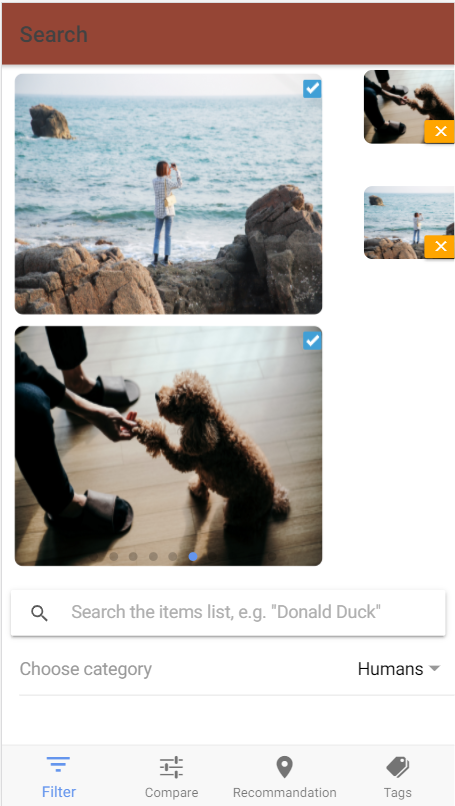 Search
Search the items list, e.g. "Donald Duck"
Choose category
Humans
Filter
Compare
Recommandation
Tags